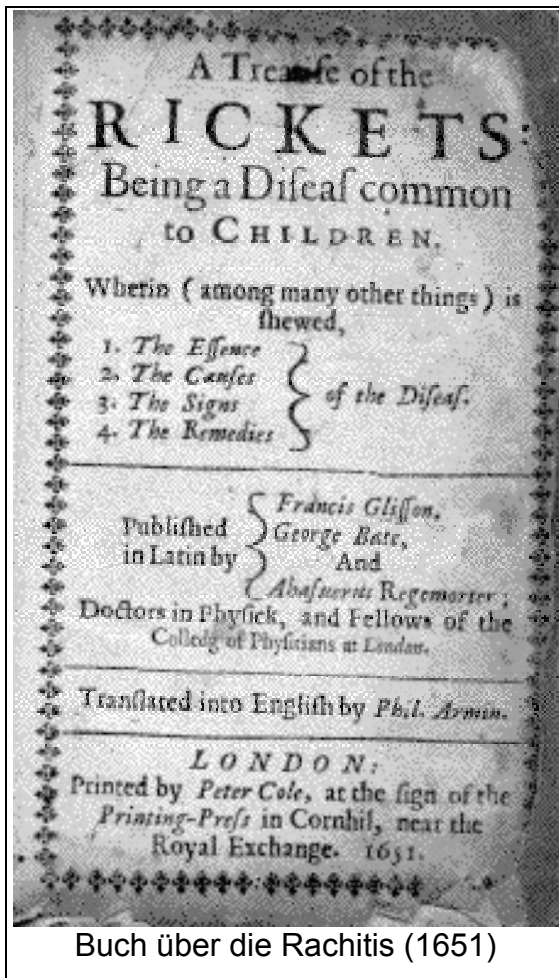 A Treatise of the
RICKETS:
Being a Diſeaſ common
to CHILDREN.
Wherin ( among many other things ) is
ſhewed,
1. The Eſſence
2. The Cauſes
3. The Signs
4. The Remedies
of the Diſeaſ.
Publiſhed
in Latin by
Francis Gliſſon,
George Bate,
And
Ahaſuerus Regemorter;
Doctors in Phyſick, and Fellows of the
Colledg of Phyſitians at London.
Tranſlated into Engliſh by Phil. Armin.
LONDON:
Printed by Peter Cole, at the ſign of the
Printing-Preſs in Cornhil, near the
Royal Exchange. 1651.
Buch über die Rachitis (1651)